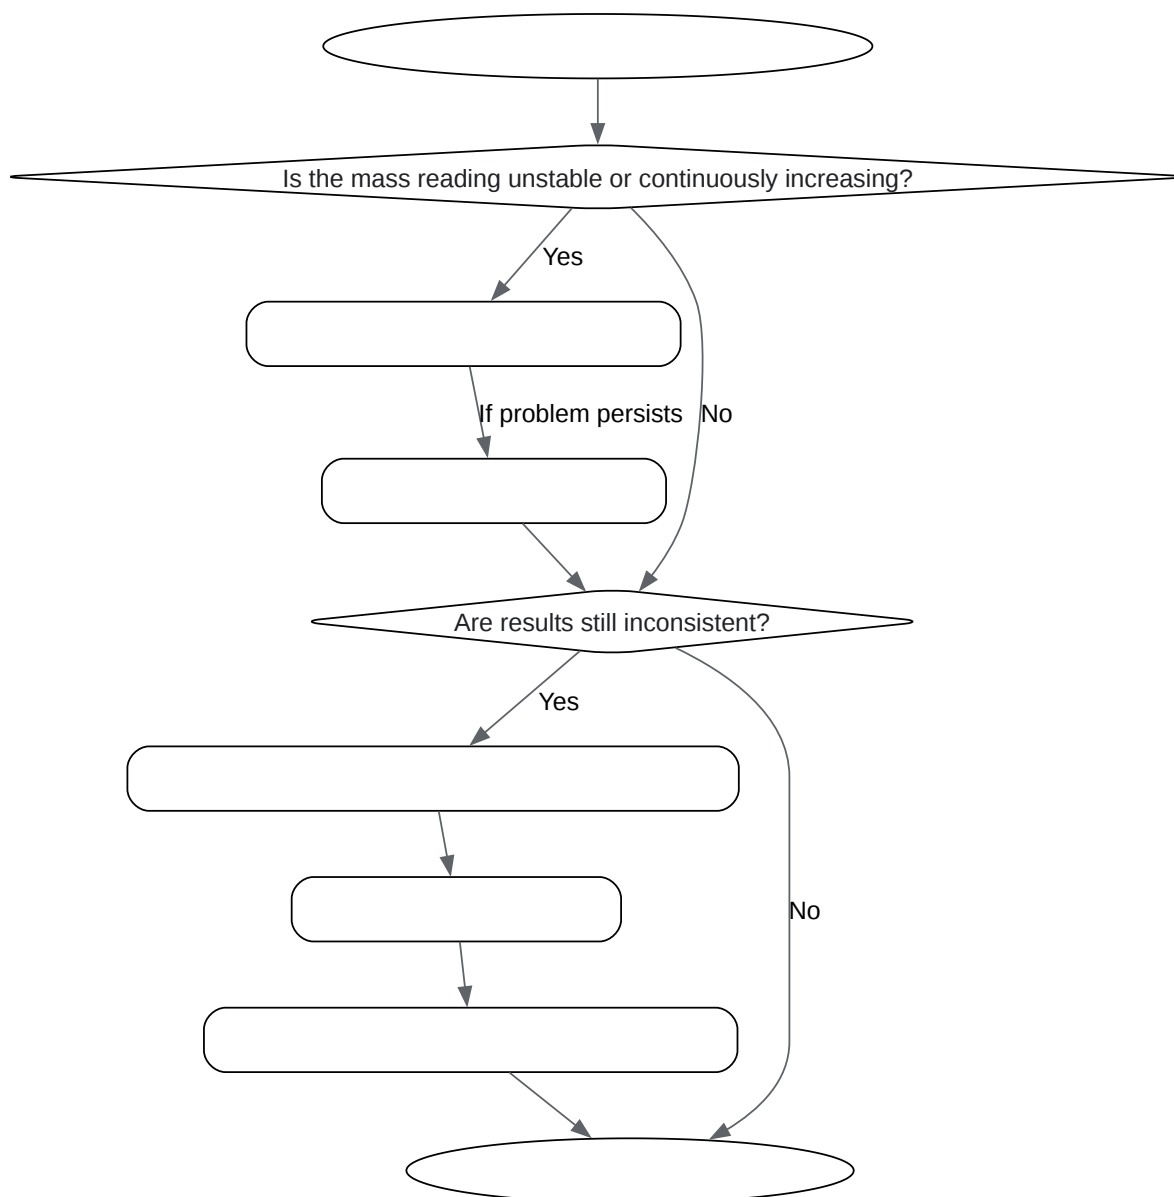 Is the mass reading unstable or continuously increasing?
Yes
If problem persists
No
Are results still inconsistent?
Yes
No